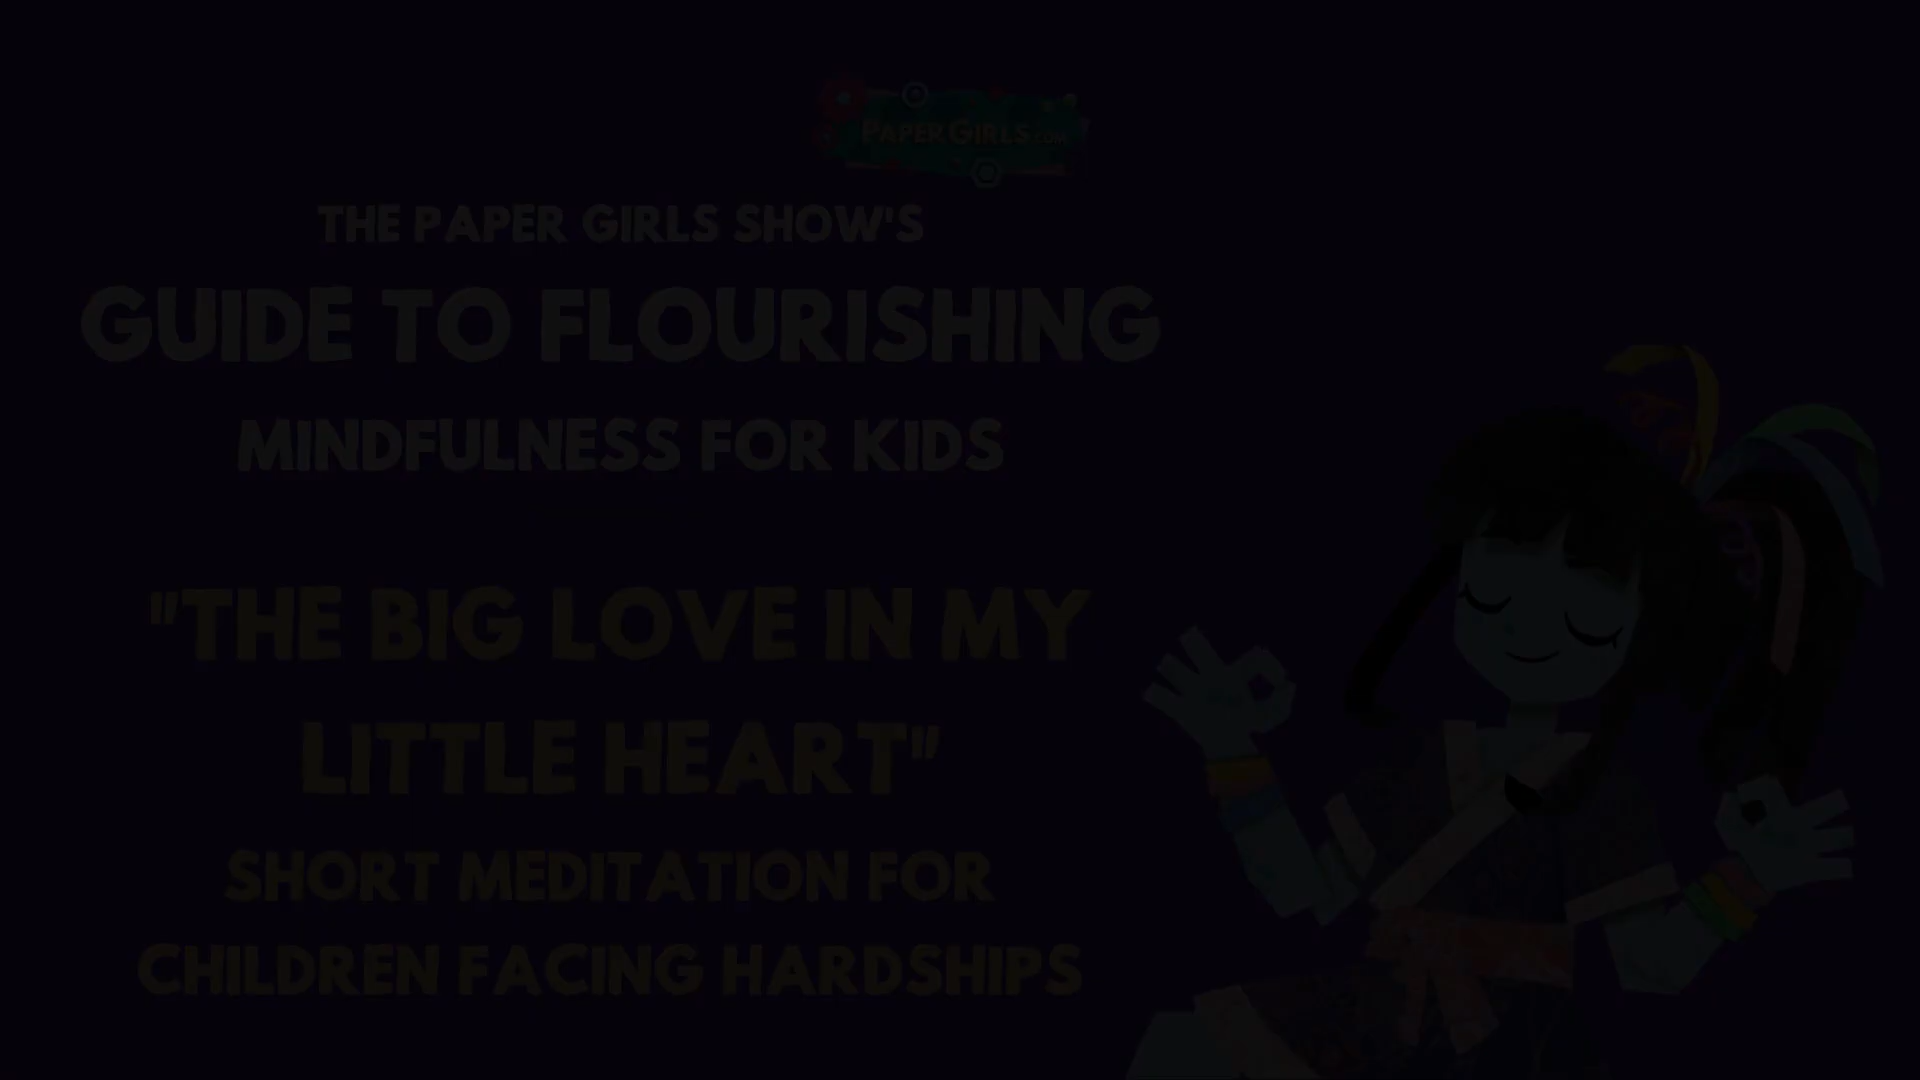 PAPERGIRLS.COM
THE PAPER GIRLS SHOW'S
GUIDE TO FLOURISHING
MINDFULNESS FOR KIDS
"THE BIG LOVE IN MY
LITTLE HEART"
SHORT MEDITATION FOR
CHILDREN FACING HARDSHIPS